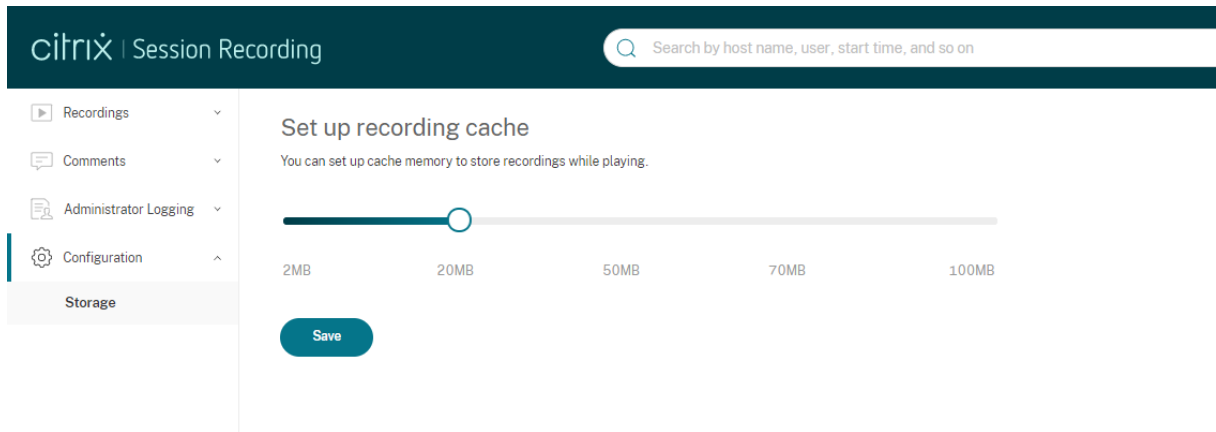 citrix | Session Recording
Search by host name, user, start time, and so on
Recordings
Comments
Administrator Logging
Configuration
Storage
Set up recording cache
You can set up cache memory to store recordings while playing.
2MB 20MB 50MB 70MB 100MB
Save